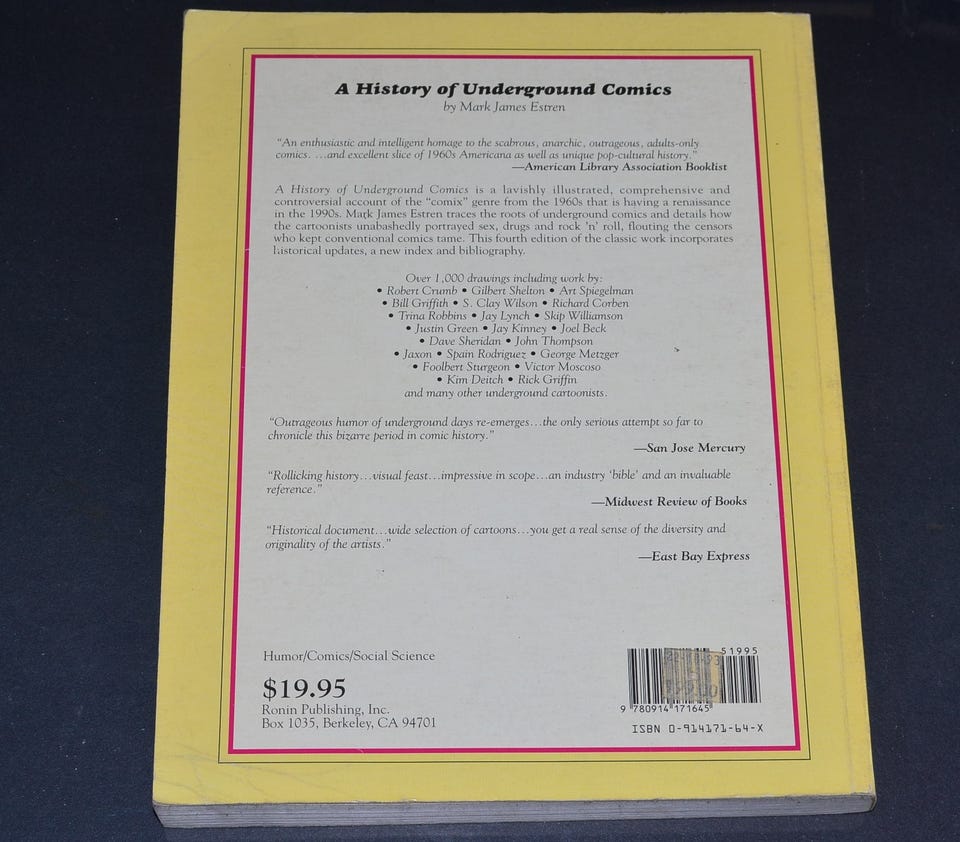 A History of Underground Comics
by Mark James Estren
"An enthusiastic and intelligent homage to the scabrous, anarchic, outrageous, adults-only
comics. ...and excellent slice of 1960s Americana as well as unique pop-cultural history."
—American Library Association Booklist
A History of Underground Comics is a lavishly illustrated, comprehensive and
controversial account of the "comix" genre from the 1960s that is having a renaissance
in the 1990s. Mark James Estren traces the roots of underground comics and details how
the cartoonists unabashedly portrayed sex, drugs and rock 'n' roll, flouting the censors
who kept conventional comics tame. This fourth edition of the classic work incorporates
historical updates, a new index and bibliography.
Over 1,000 drawings including work by:
• Robert Crumb • Gilbert Shelton • Art Spiegelman
• Bill Griffith • S. Clay Wilson • Richard Corben
• Trina Robbins • Jay Lynch • Skip Williamson
• Justin Green • Jay Kinney • Joel Beck
• Dave Sheridan • John Thompson
• Jaxon • Spain Rodriguez • George Metzger
• Foolbert Sturgeon • Victor Moscoso
• Kim Deitch • Rick Griffin
and many other underground cartoonists.
"Outrageous humor of underground days re-emerges...the only serious attempt so far to
chronicle this bizarre period in comic history."
—San Jose Mercury
"Rollicking history...visual feast...impressive in scope...an industry 'bible' and an invaluable
reference."
—Midwest Review of Books
"Historical document...wide selection of cartoons...you get a real sense of the diversity and
originality of the artists."
—East Bay Express
Humor/Comics/Social Science
$19.95
Ronin Publishing, Inc.
Box 1035, Berkeley, CA 94701
51995
9 780914 171645
ISBN 0-914171-64-X